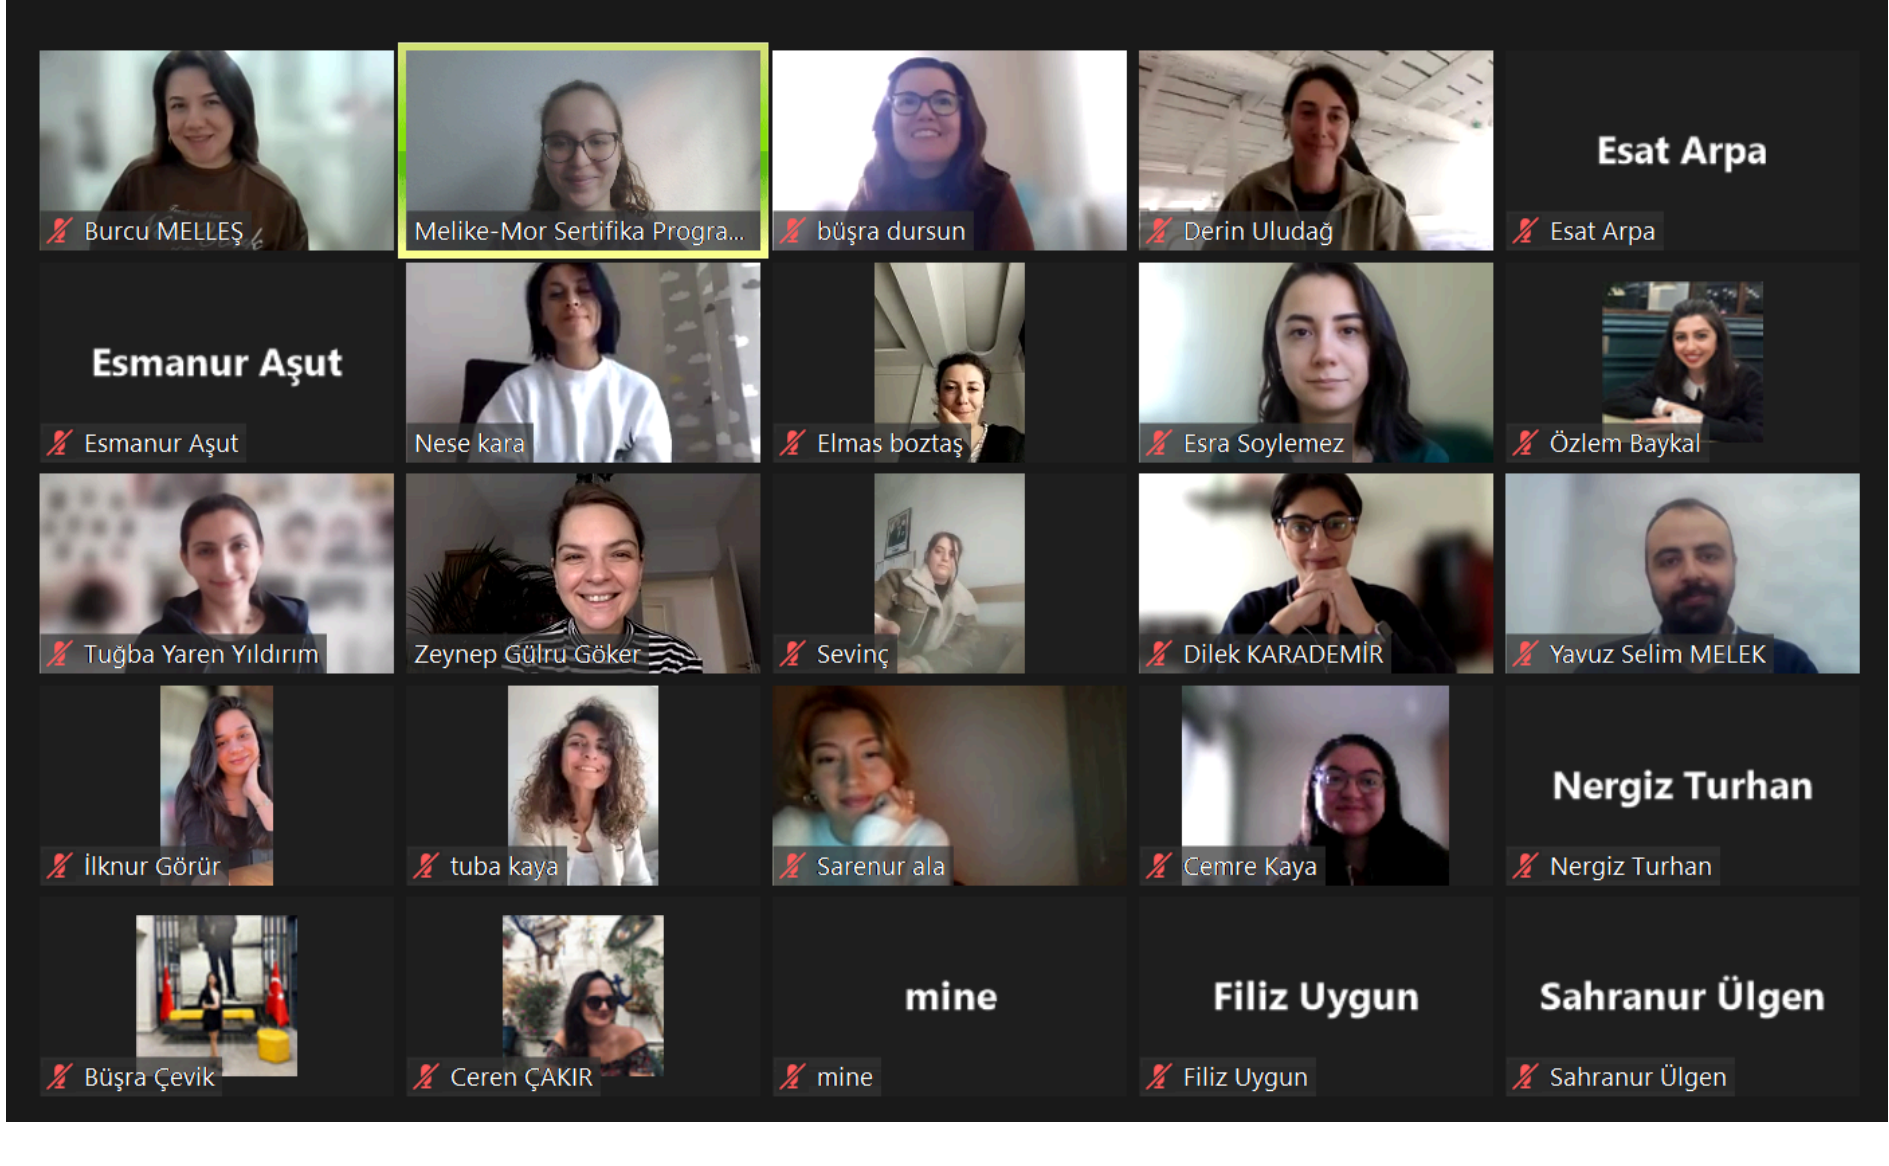 Burcu MELLEŞ
Melike-Mor Sertifika Progra...
büşra dursun
Derin Uludağ
Esat Arpa
Esat Arpa
Esmanur Aşut
Esmanur Aşut
Nese kara
Elmas boztaş
Esra Soylemez
Özlem Baykal
Tuğba Yaren Yıldırım
Zeynep Gülru Göker
Sevinç
Dilek KARADEMİR
Yavuz Selim MELEK
İlknur Görür
tuba kaya
Sarenur ala
Cemre Kaya
Nergiz Turhan
Nergiz Turhan
Büşra Çevik
Ceren ÇAKIR
mine
mine
Filiz Uygun
Filiz Uygun
Sahranur Ülgen
Sahranur Ülgen